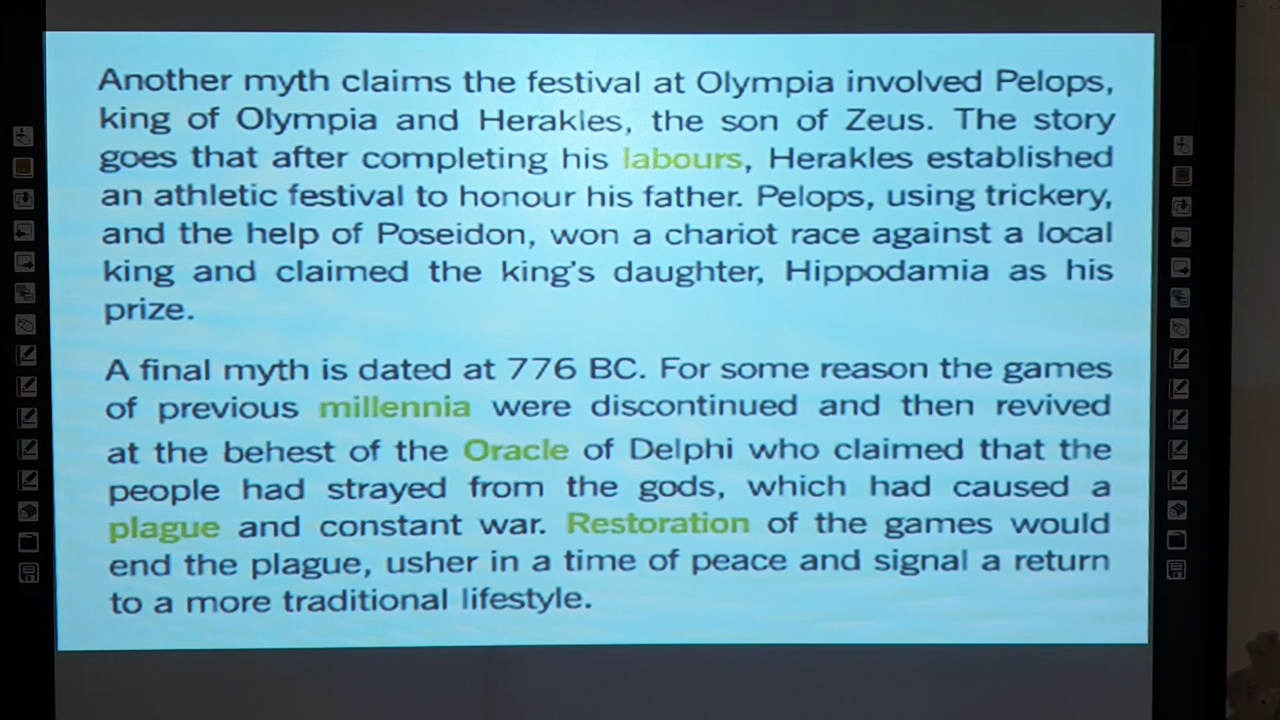 Another myth claims the festival at Olympia involved Pelops,
king of Olympia and Herakles, the son of Zeus. The story
goes that after completing his labours, Herakles established
an athletic festival to honour his father. Pelops, using trickery,
and the help of Poseidon, won a chariot race against a local
king and claimed the king's daughter, Hippodamia as his
prize.
A final myth is dated at 776 BC. For some reason the games
of previous millennia were discontinued and then revived
at the behest of the Oracle of Delphi who claimed that the
people had strayed from the gods, which had caused a
plague and constant war. Restoration of the games would
end the plague, usher in a time of peace and signal a return
to a more traditional lifestyle.